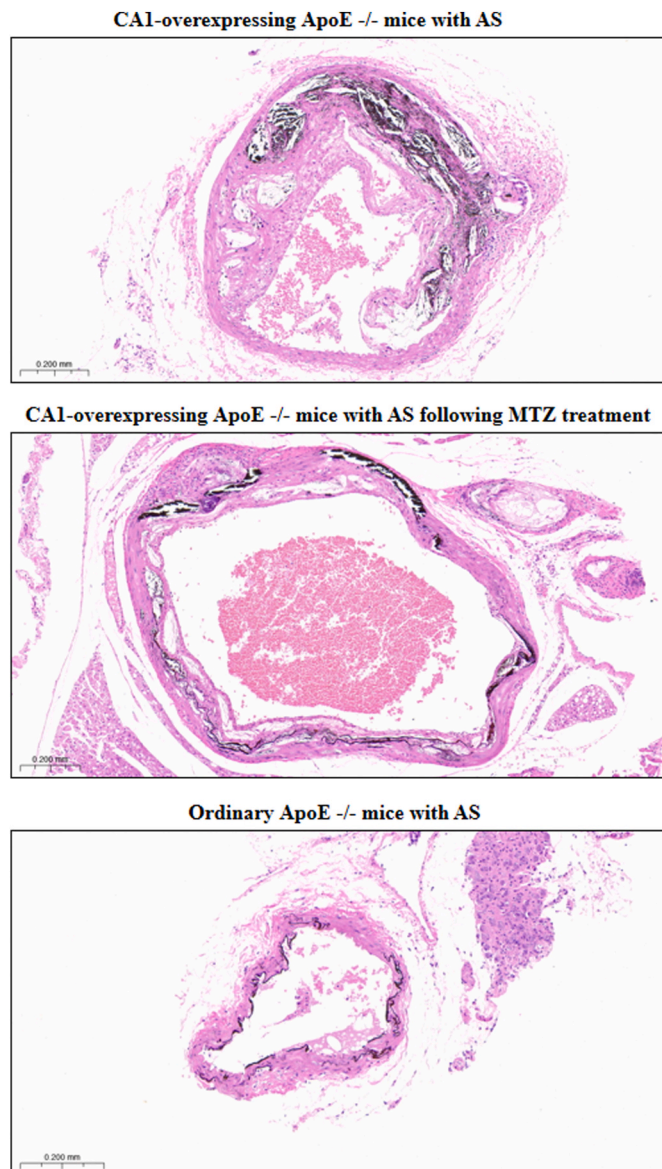 CA1-overexpressing ApoE -/- mice with AS
0.200 mm
CA1-overexpressing ApoE -/- mice with AS following MTZ treatment
0.200 mm
Ordinary ApoE -/- mice with AS
0.200 mm